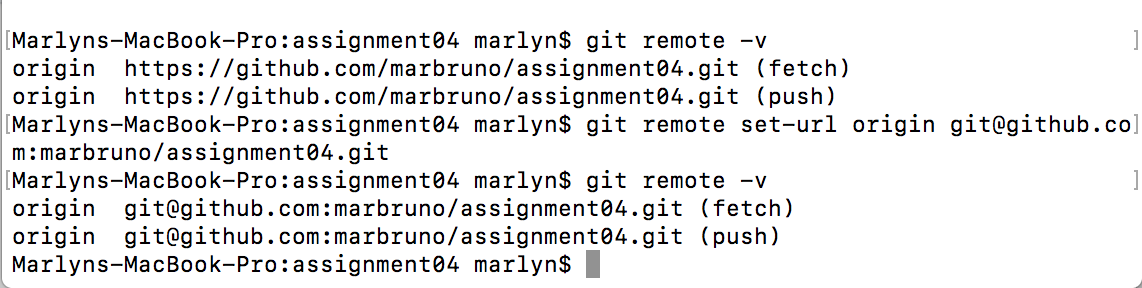 [Marlyns-MacBook-Pro:assignment04 marlyn$ git remote -v ]
origin  https://github.com/marbruno/assignment04.git (fetch)
origin  https://github.com/marbruno/assignment04.git (push)
[Marlyns-MacBook-Pro:assignment04 marlyn$ git remote set-url origin git@github.co]
m:marbruno/assignment04.git
[Marlyns-MacBook-Pro:assignment04 marlyn$ git remote -v ]
origin  git@github.com:marbruno/assignment04.git (fetch)
origin  git@github.com:marbruno/assignment04.git (push)
Marlyns-MacBook-Pro:assignment04 marlyn$